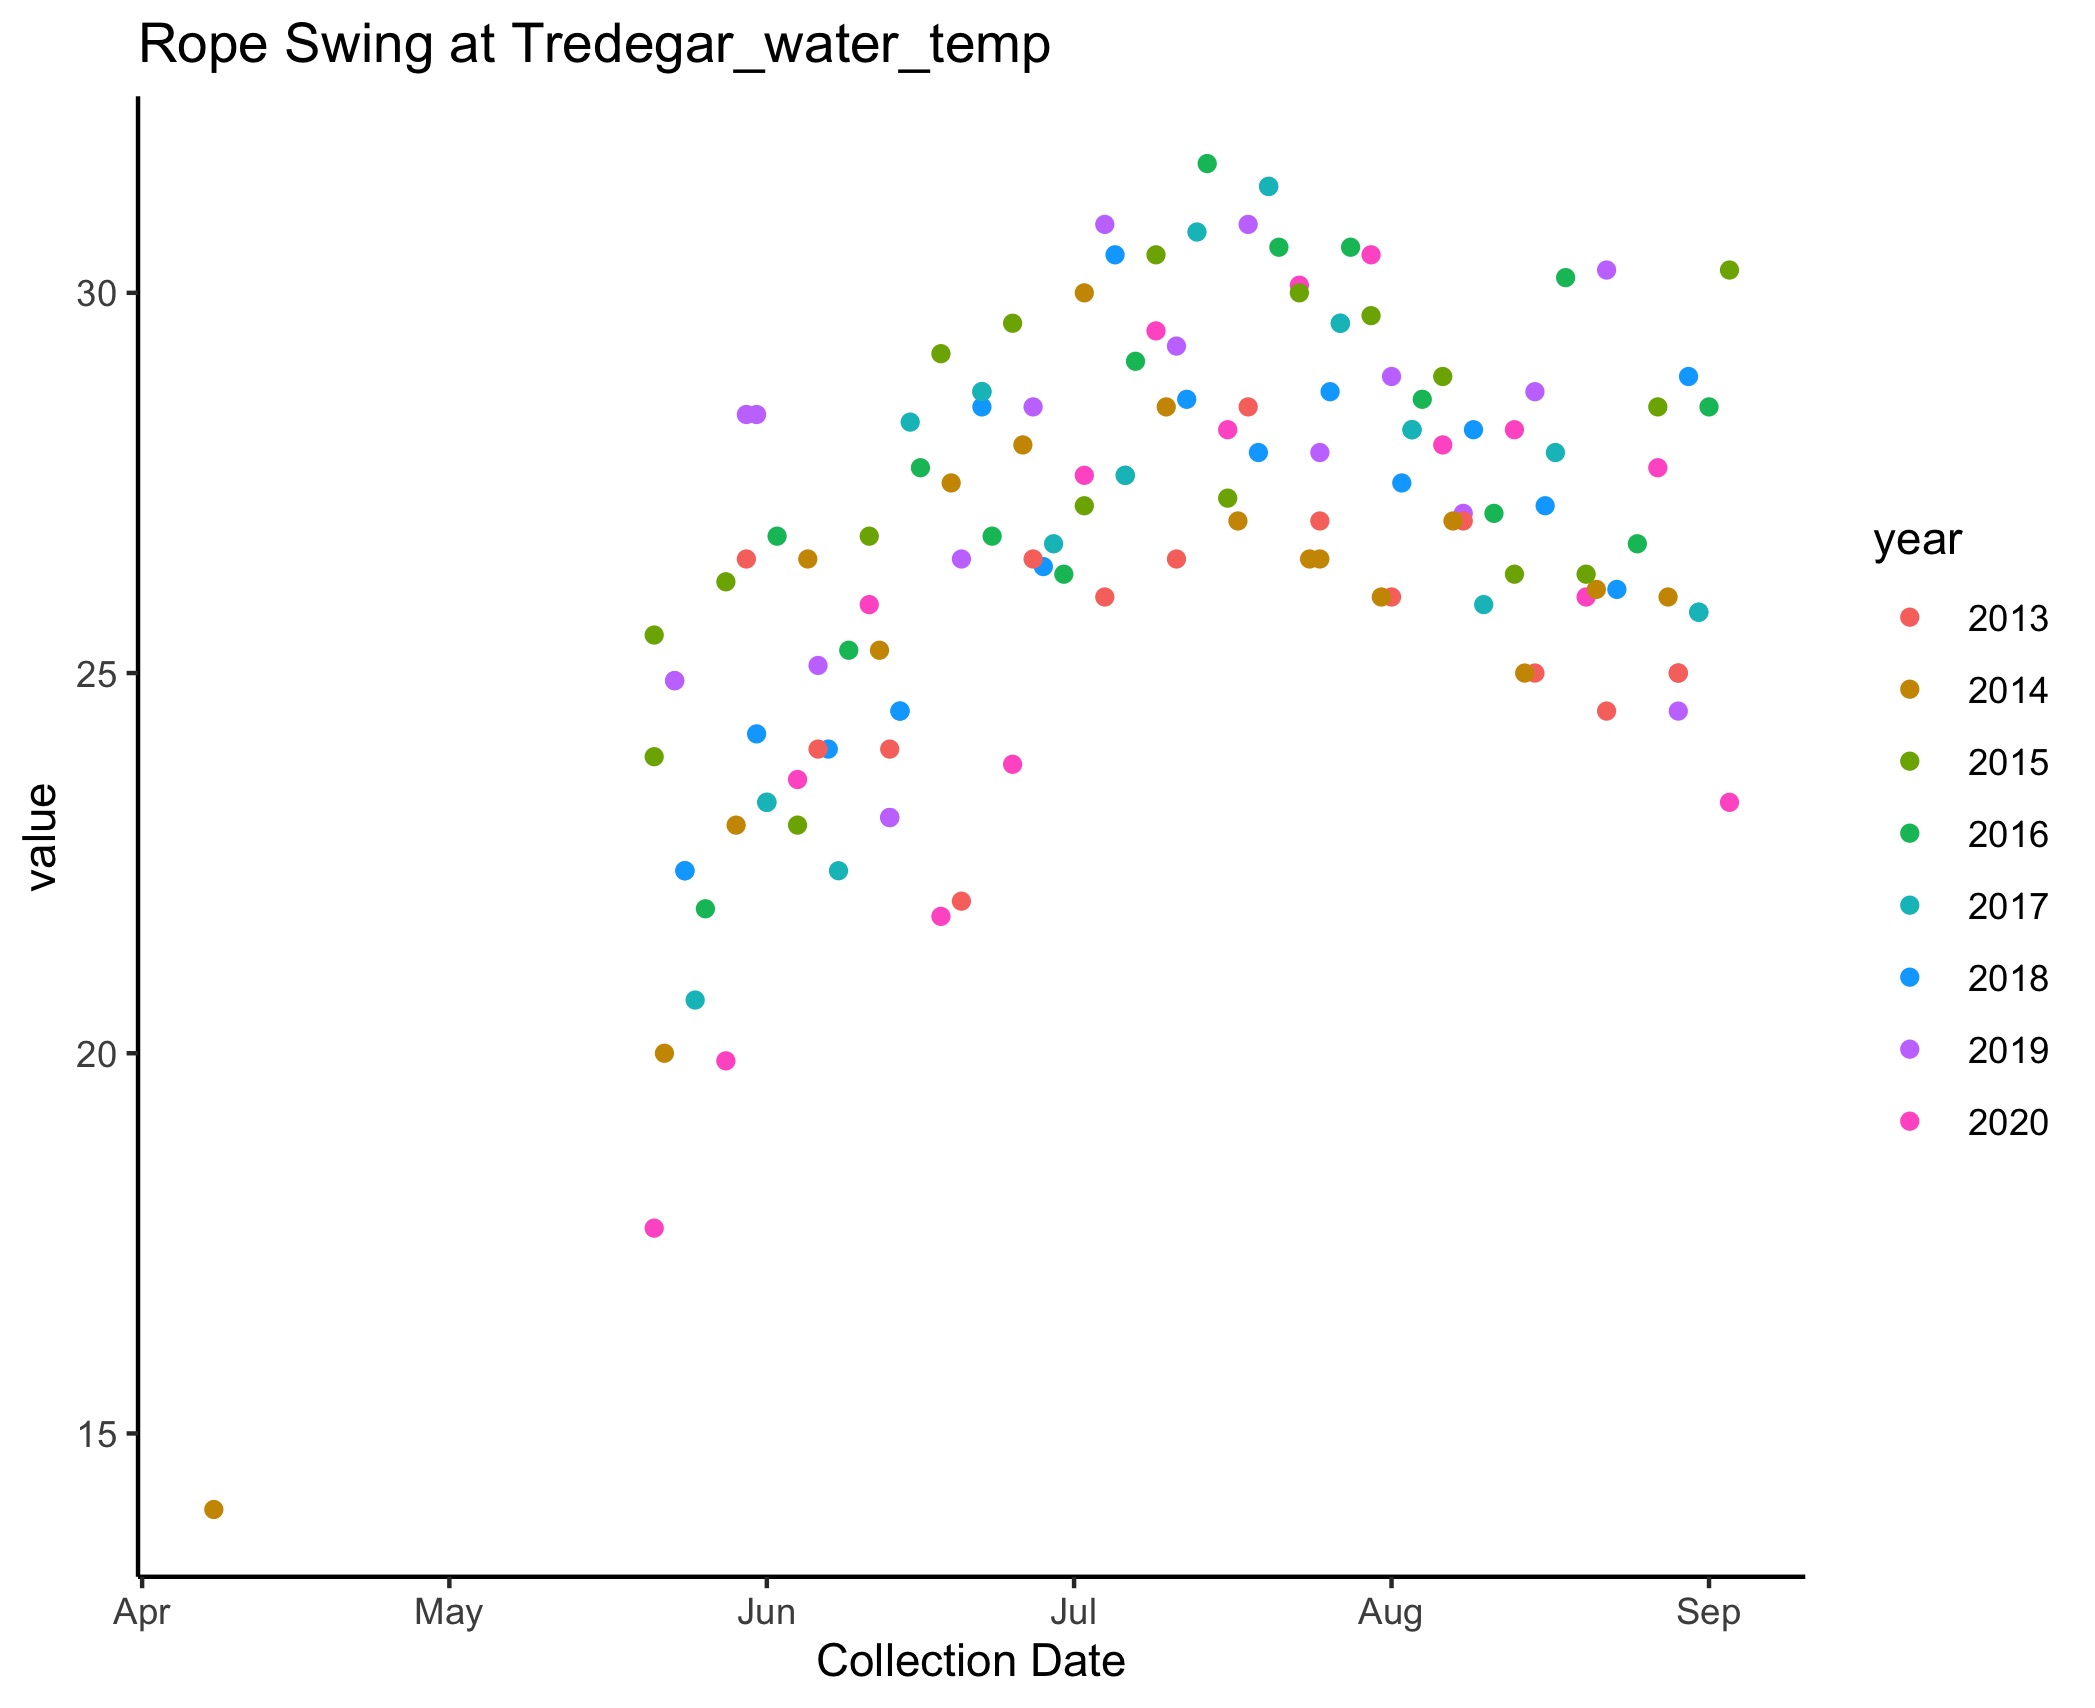 Rope Swing at Tredegar_water_temp
value
30
25
20
15
Apr May Jun Jul Aug Sep
Collection Date
year
2013
2014
2015
2016
2017
2018
2019
2020